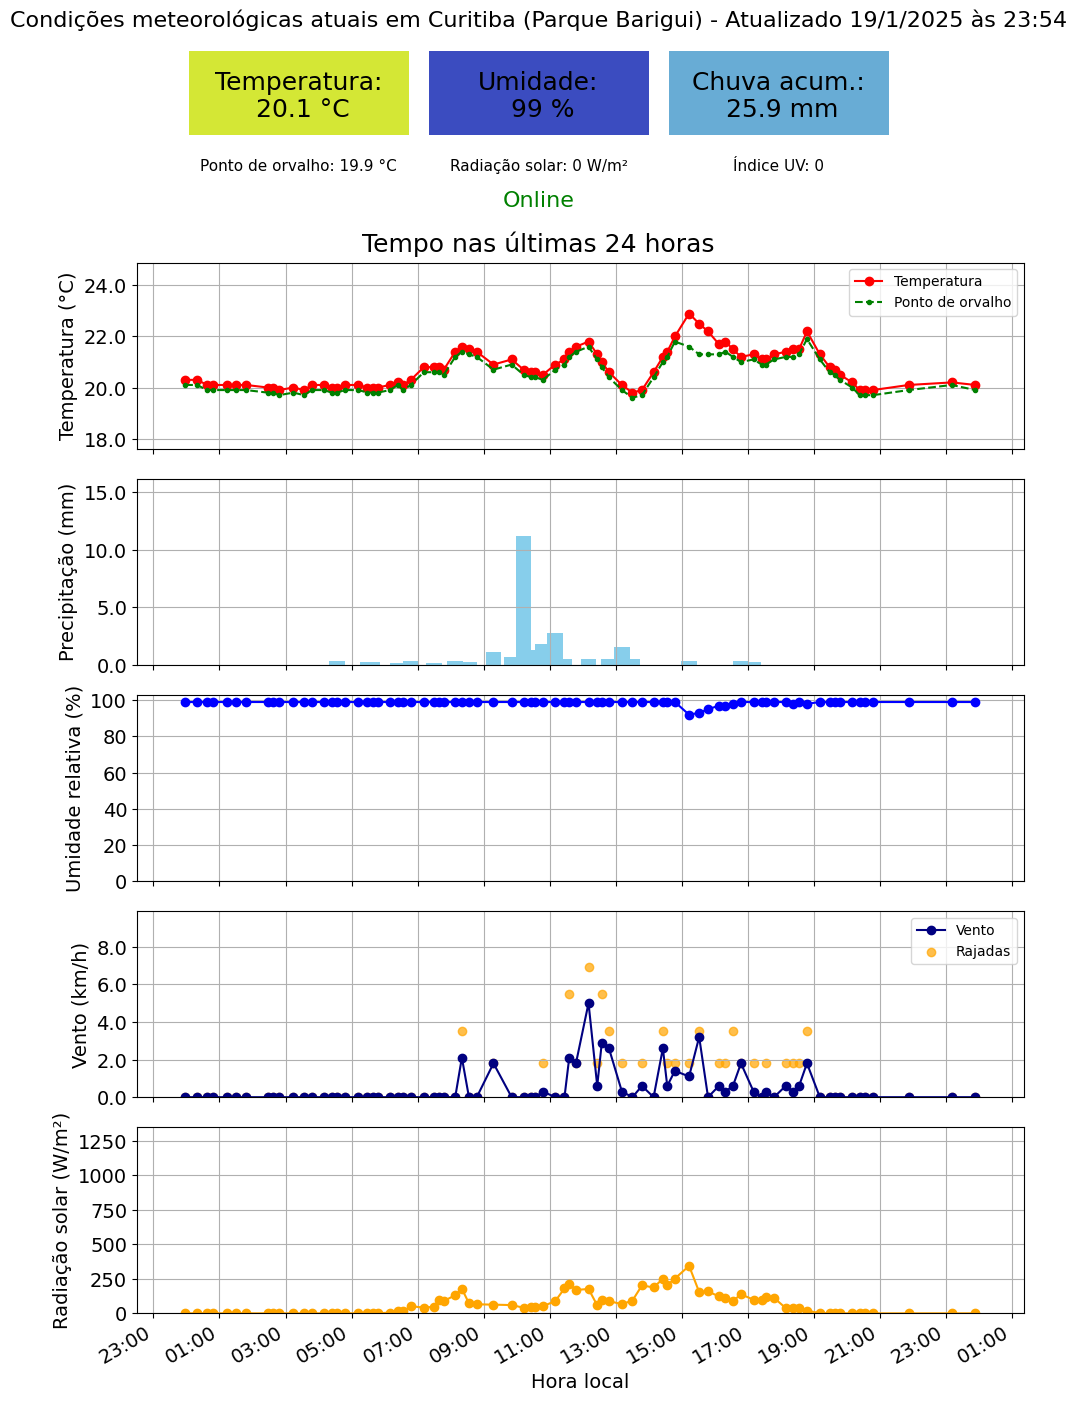 Condições meteorológicas atuais em Curitiba (Parque Barigui) - Atualizado 19/1/2025 às 23:54
Temperatura:
20.1 °C
Umidade:
99 %
Chuva acum.:
25.9 mm
Ponto de orvalho: 19.9 °C
Radiação solar: 0 W/m²
Índice UV: 0
Online
Tempo nas últimas 24 horas
Temperatura (°C)
24.0
22.0
20.0
18.0
Temperatura
Ponto de orvalho
Precipitação (mm)
15.0
10.0
5.0
0.0
Umidade relativa (%)
100
80
60
40
20
0
Vento (km/h)
8.0
6.0
4.0
2.0
0.0
Vento
Rajadas
Radiação solar (W/m²)
1250
1000
750
500
250
0
23:00
01:00
03:00
05:00
07:00
09:00
11:00
13:00
15:00
17:00
19:00
21:00
23:00
01:00
Hora local